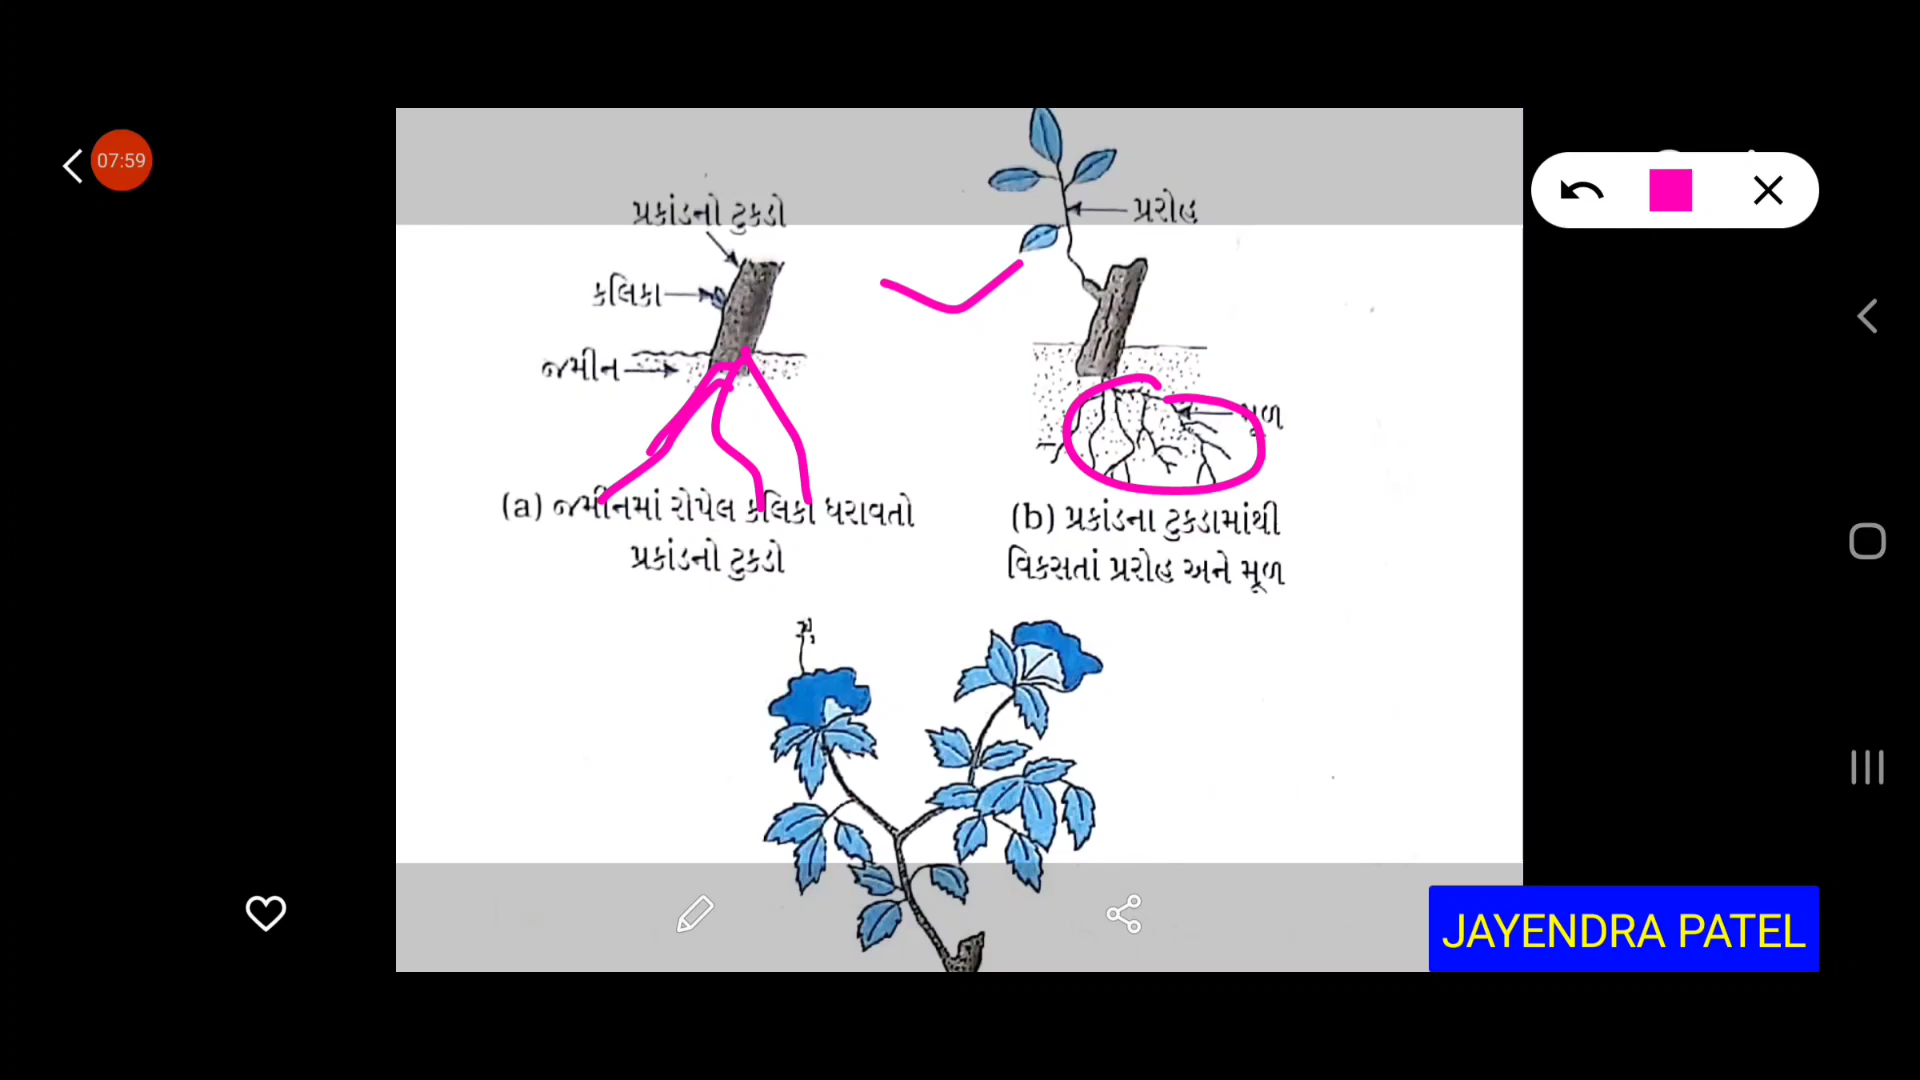 07:59
પ્રકાંડનો ટુકડો
પ્રરોહ
કલિકા
જમીન
મૂળ
(a) જમીનમાં રોપેલ કલિકા ધરાવતો
પ્રકાંડનો ટુકડો
(b) પ્રકાંડના ટુકડામાંથી
વિકસતાં પ્રરોહ અને મૂળ
JAYENDRA PATEL